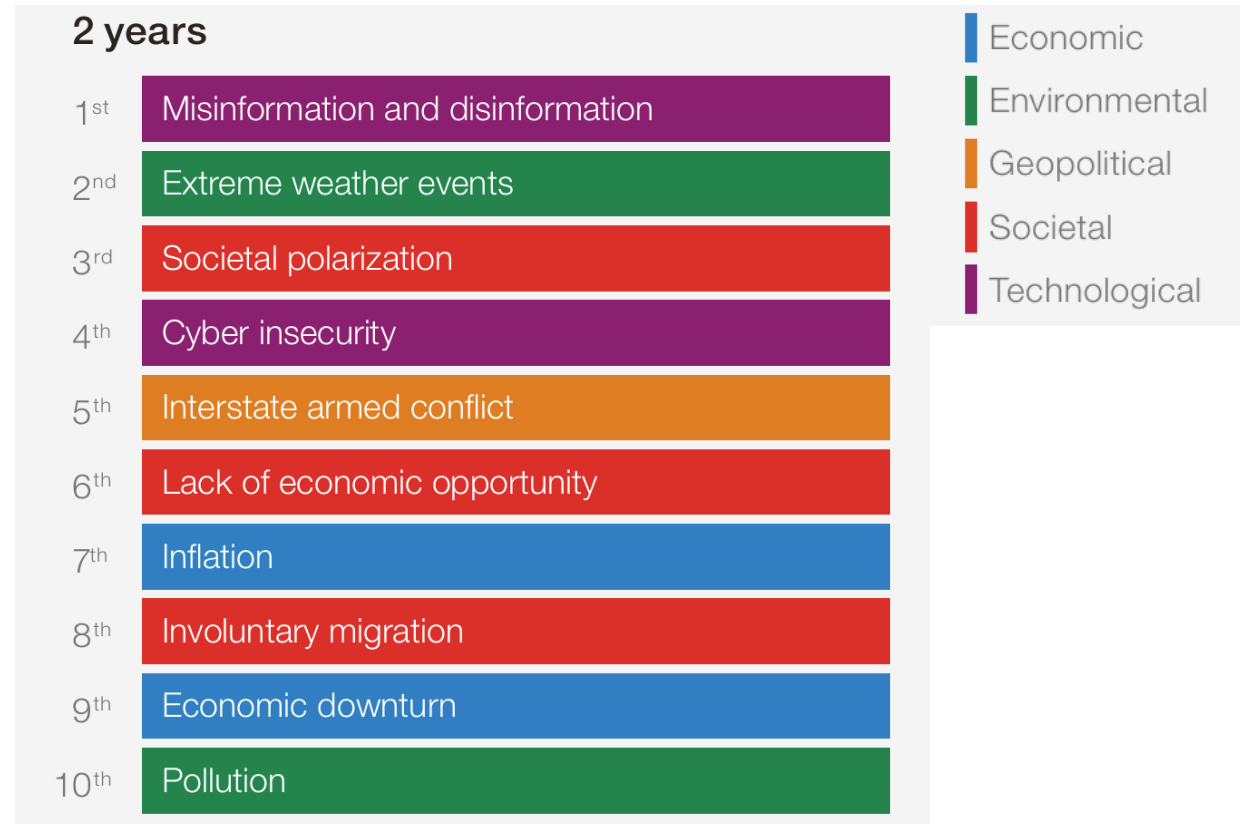 2 years
1st Misinformation and disinformation
2nd Extreme weather events
3rd Societal polarization
4th Cyber insecurity
5th Interstate armed conflict
6th Lack of economic opportunity
7th Inflation
8th Involuntary migration
9th Economic downturn
10th Pollution
Economic
Environmental
Geopolitical
Societal
Technological